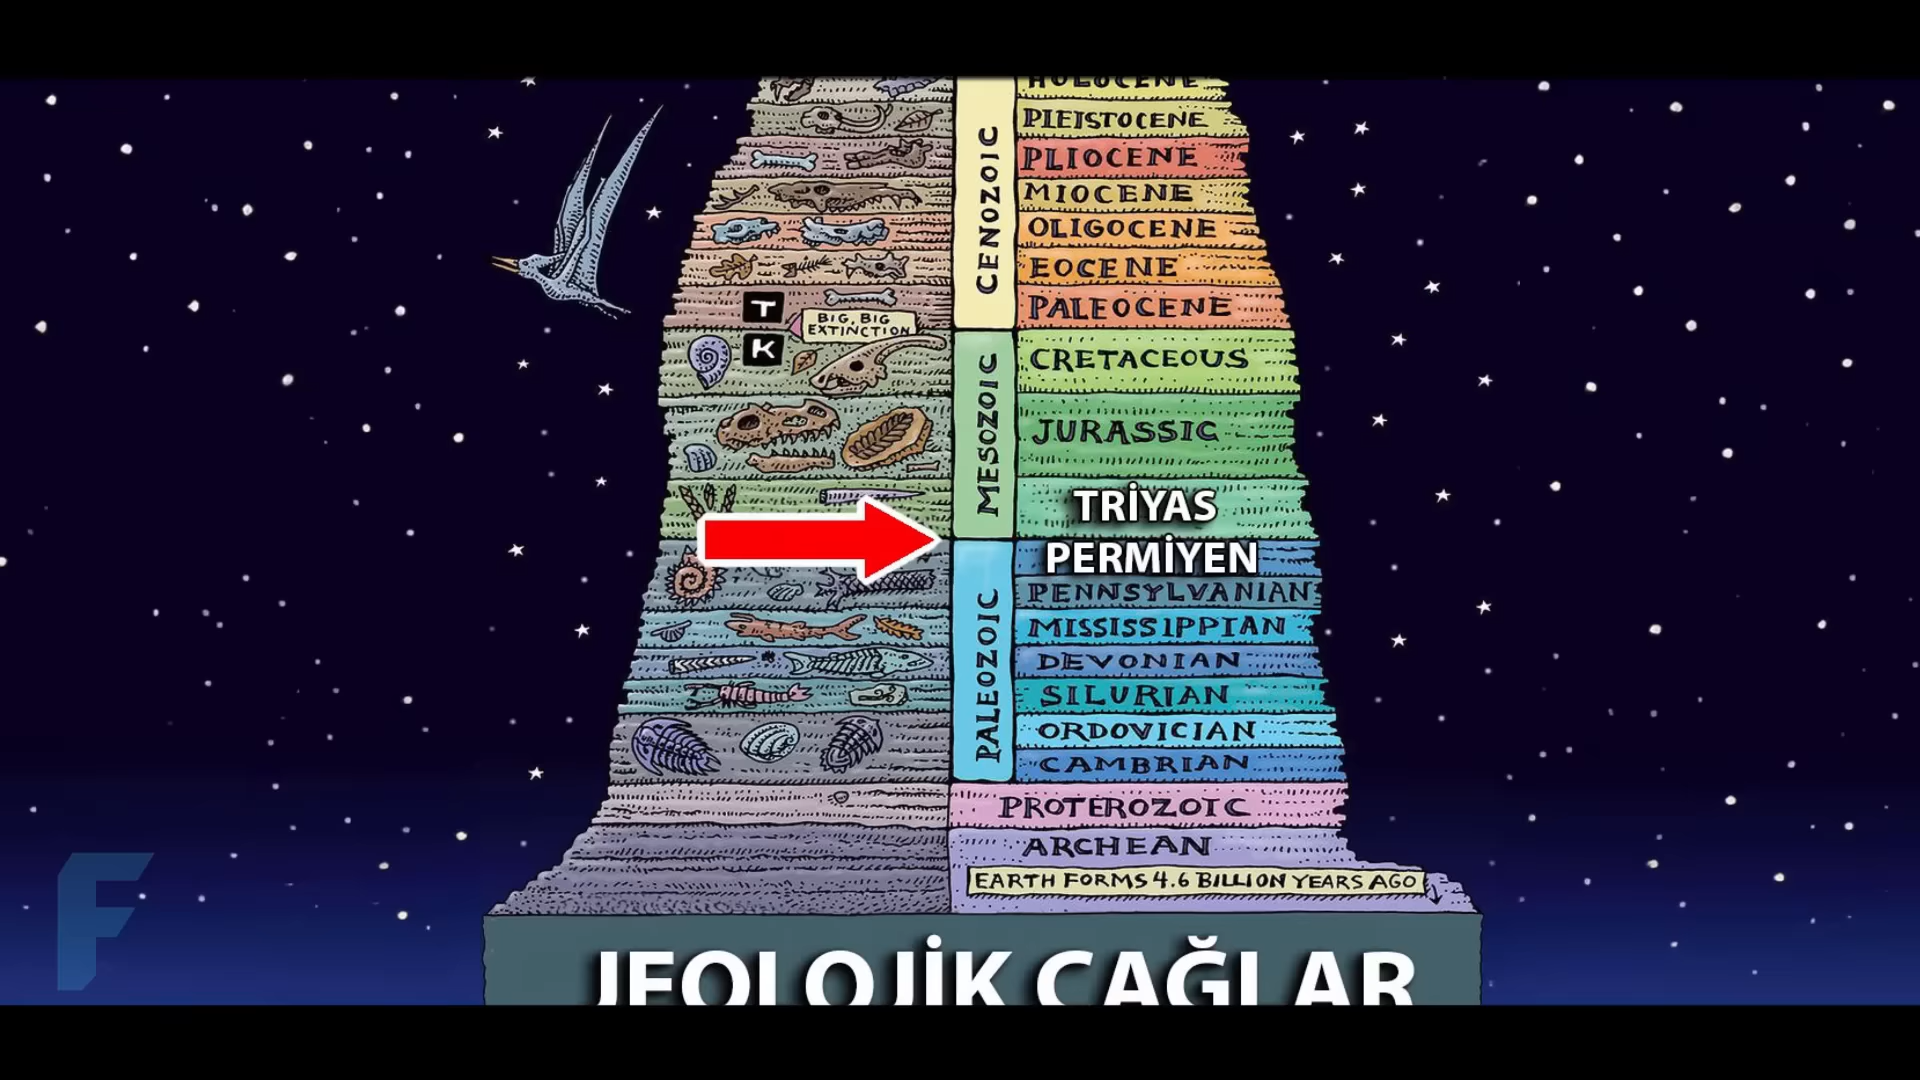 HOLOCENE
PLEISTOCENE
PLIOCENE
MIOCENE
OLIGOCENE
EOCENE
PALEOCENE
CENOZOIC
T
BIG, BIG
EXTINCTION
K
CRETACEOUS
JURASSIC
MESOZOIC
TRİYAS
PERMİYEN
PENNSYLVANIAN
MISSISSIPPIAN
DEVONIAN
SILURIAN
ORDOVICIAN
CAMBRIAN
PALEOZOIC
PROTEROZOIC
ARCHEAN
EARTH FORMS 4.6 BILLION YEARS AGO
JEOLOJİK ÇAĞLAR
F